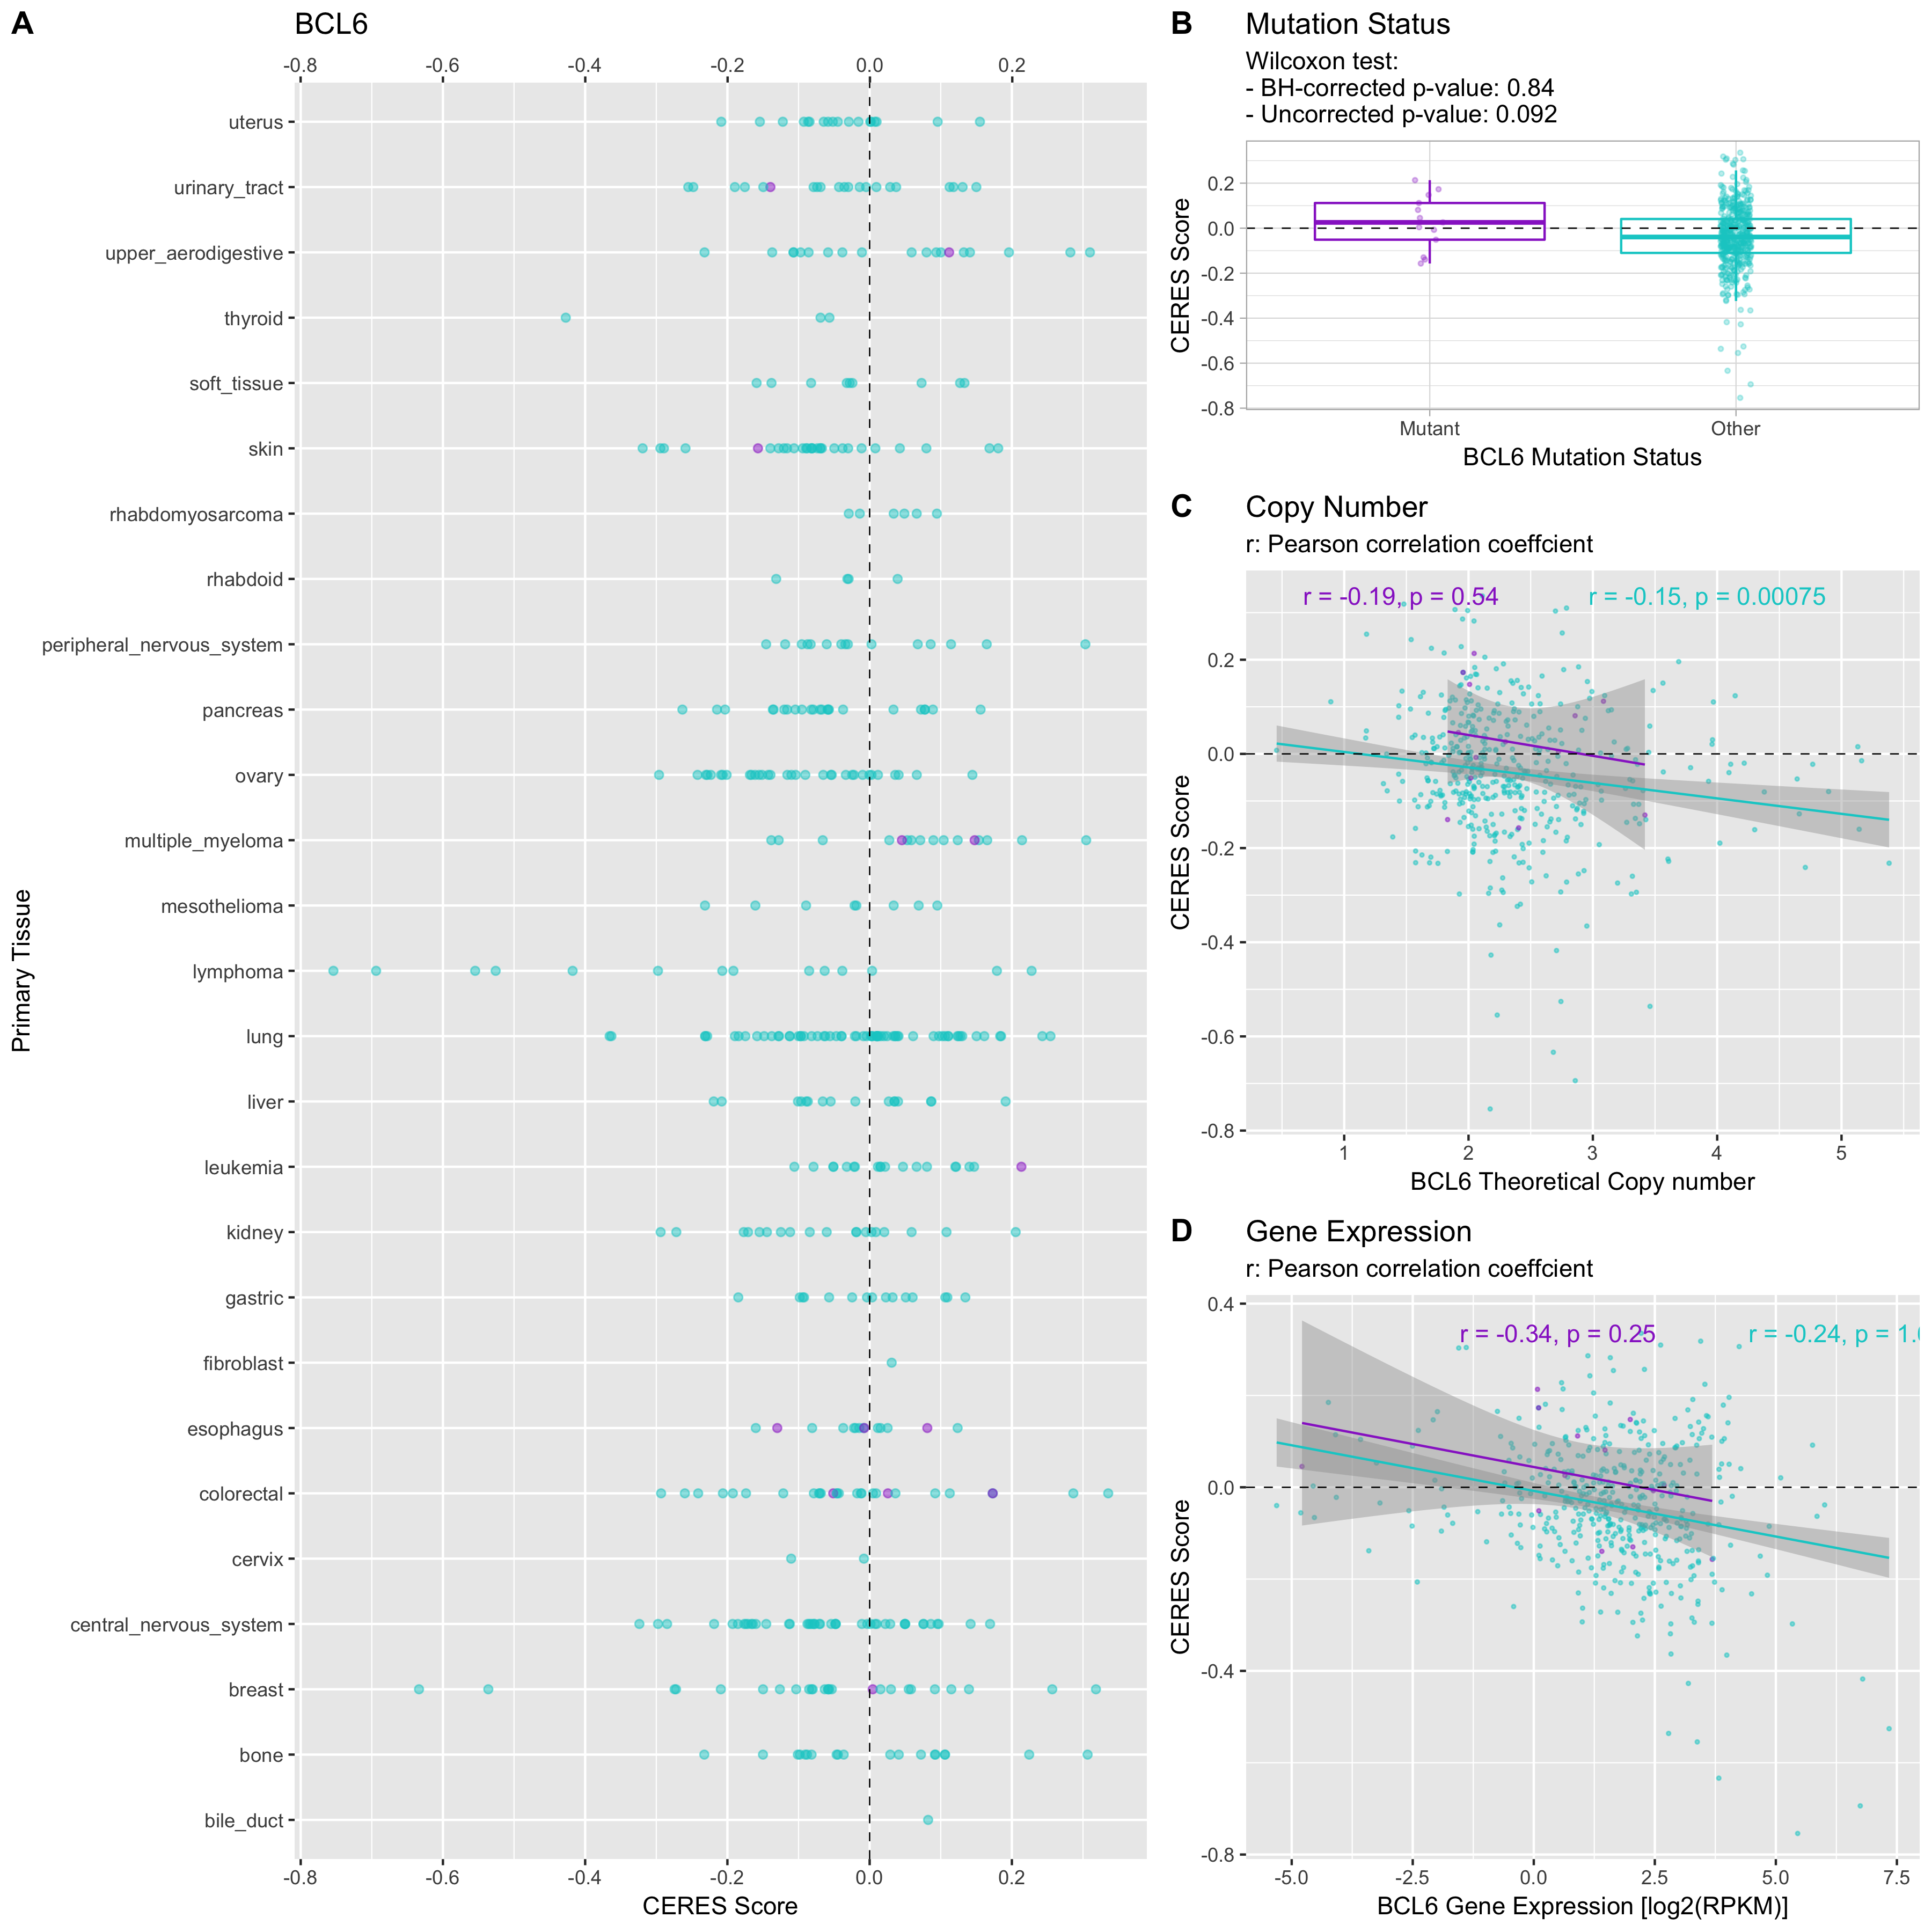 A
BCL6
-0.8 -0.6 -0.4 -0.2 0.0 0.2
uterus
urinary_tract
upper_aerodigestive
thyroid
soft_tissue
skin
rhabdomyosarcoma
rhabdoid
peripheral_nervous_system
pancreas
ovary
multiple_myeloma
mesothelioma
lymphoma
lung
liver
leukemia
kidney
gastric
fibroblast
esophagus
colorectal
cervix
central_nervous_system
breast
bone
bile_duct
Primary Tissue
-0.8 -0.6 -0.4 -0.2 0.0 0.2
CERES Score
B
Mutation Status
Wilcoxon test:
- BH-corrected p-value: 0.84
- Uncorrected p-value: 0.092
0.2
0.0
-0.2
-0.4
-0.6
-0.8
CERES Score
Mutant Other
BCL6 Mutation Status
C
Copy Number
r: Pearson correlation coeffcient
r = -0.19, p = 0.54
r = -0.15, p = 0.00075
0.2
0.0
-0.2
-0.4
-0.6
-0.8
CERES Score
1 2 3 4 5
BCL6 Theoretical Copy number
D
Gene Expression
r: Pearson correlation coeffcient
r = -0.34, p = 0.25
r = -0.24, p = 1.
0.4
0.0
-0.4
-0.8
CERES Score
-5.0 -2.5 0.0 2.5 5.0 7.5
BCL6 Gene Expression [log2(RPKM)]